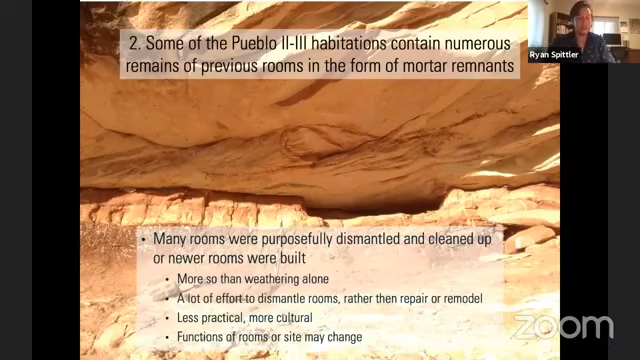 2. Some of the Pueblo II-III habitations contain numerous
remains of previous rooms in the form of mortar remnants
Ryan Spittler
• Many rooms were purposefully dismantled and cleaned up
or newer rooms were built
• More so than weathering alone
• A lot of effort to dismantle rooms, rather then repair or remodel
• Less practical, more cultural
• Functions of rooms or site may change
zoom